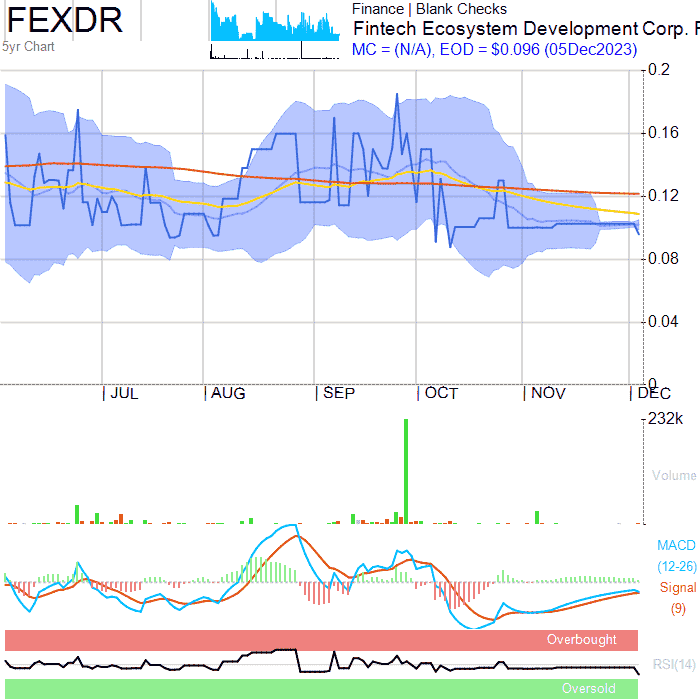 FEXDR
5yr Chart
Finance | Blank Checks
Fintech Ecosystem Development Corp. F
MC = (N/A), EOD = $0.096 (05Dec2023)
0.2
0.16
0.12
0.08
0.04
0
JUL AUG SEP OCT NOV DEC
232k
Volume
MACD
(12-26)
Signal
(9)
Overbought
RSI(14)
Oversold